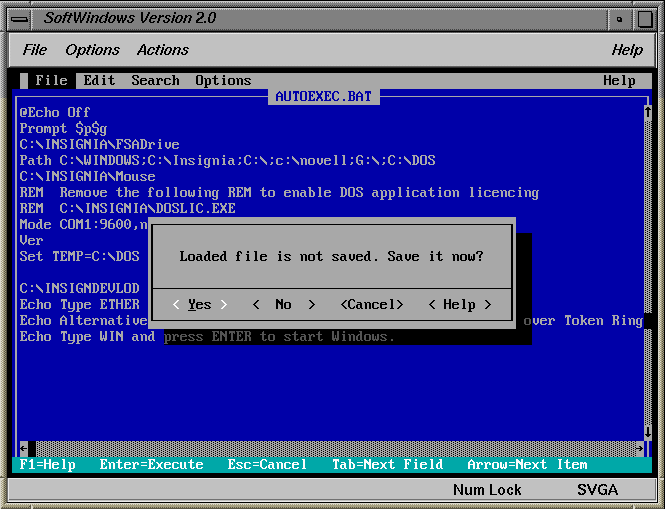 SoftWindows Version 2.0
File Options Actions Help
File Edit Search Options Help
AUTOEXEC.BAT
@Echo Off
Prompt $p$g
C:\INSIGNIA\FSADrive
Path C:\WINDOWS;C:\Insignia;C:\;c:\novell;G:\;C:\DOS
C:\INSIGNIA\Mouse
REM  Remove the following REM to enable DOS application licencing
REM  C:\INSIGNIA\DOSLIC.EXE
Mode COM1:9600,n
Ver
Set TEMP=C:\DOS
Loaded file is not saved. Save it now?
< Yes > < No > <Cancel> < Help >
C:\INSIGNDEVLOD
Echo Type ETHER
Echo Alternative over Token Ring
Echo Type WIN and press ENTER to start Windows.
F1=Help Enter=Execute Esc=Cancel Tab=Next Field Arrow=Next Item
Num Lock SVGA